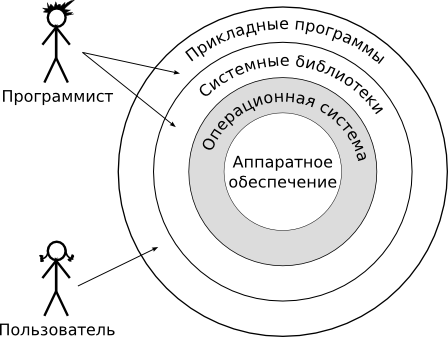 Прикладные программы
Системные библиотеки
Операционная система
Аппаратное
обеспечение
Программист
Пользователь